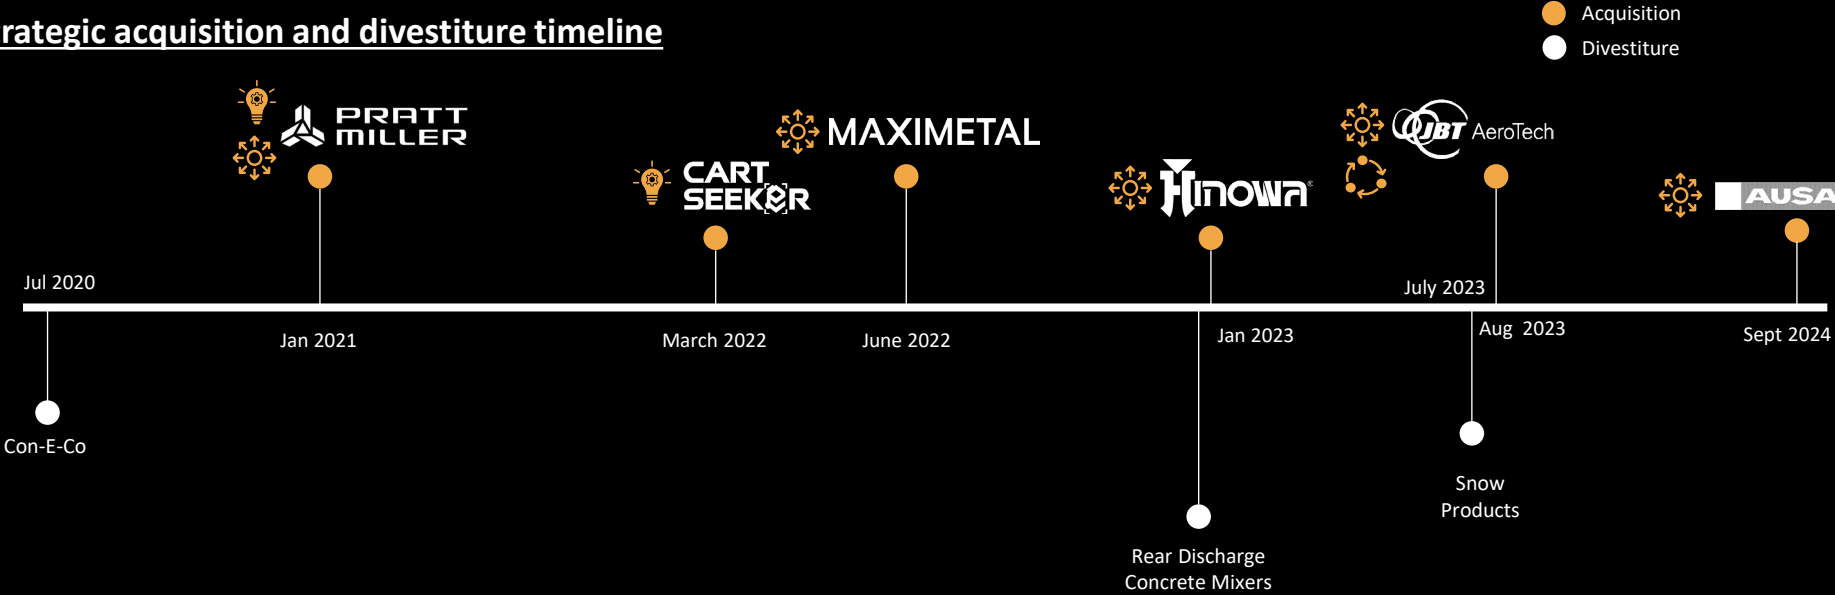 rategic acquisition and divestiture timeline
Acquisition
Divestiture
PRATT
MILLER
CART
SEEKER
MAXIMETAL
HINOWA®
JBT AeroTech
AUSA
Jul 2020
July 2023
Jan 2021
March 2022
June 2022
Jan 2023
Aug 2023
Sept 2024
Con-E-Co
Snow
Products
Rear Discharge
Concrete Mixers